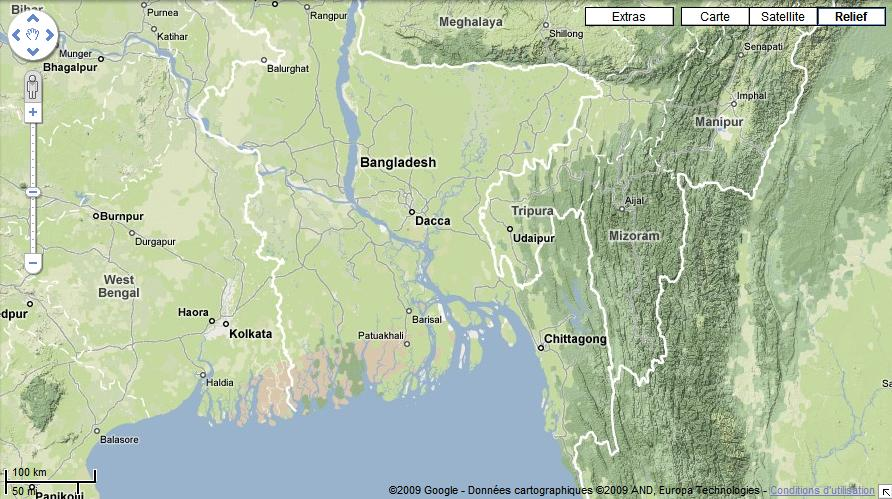 Bihar
Purnea
Rangpur
Meghalaya
Extras
Carte
Satellite
Relief
Katihar
Shillong
Munger
Senapati
Bhagalpur
Balurghat
Imphal
Manipur
Bangladesh
Aijal
Burnpur
Dacca
Tripura
Durgapur
Udaipur
Mizoram
West
Bengal
Haora
Barisal
Kolkata
Patuakhali
Chittagong
Haldia
Balasore
100 km
©2009 Google - Données cartographiques ©2009 AND, Europa Technologies - Conditions d'utilisation